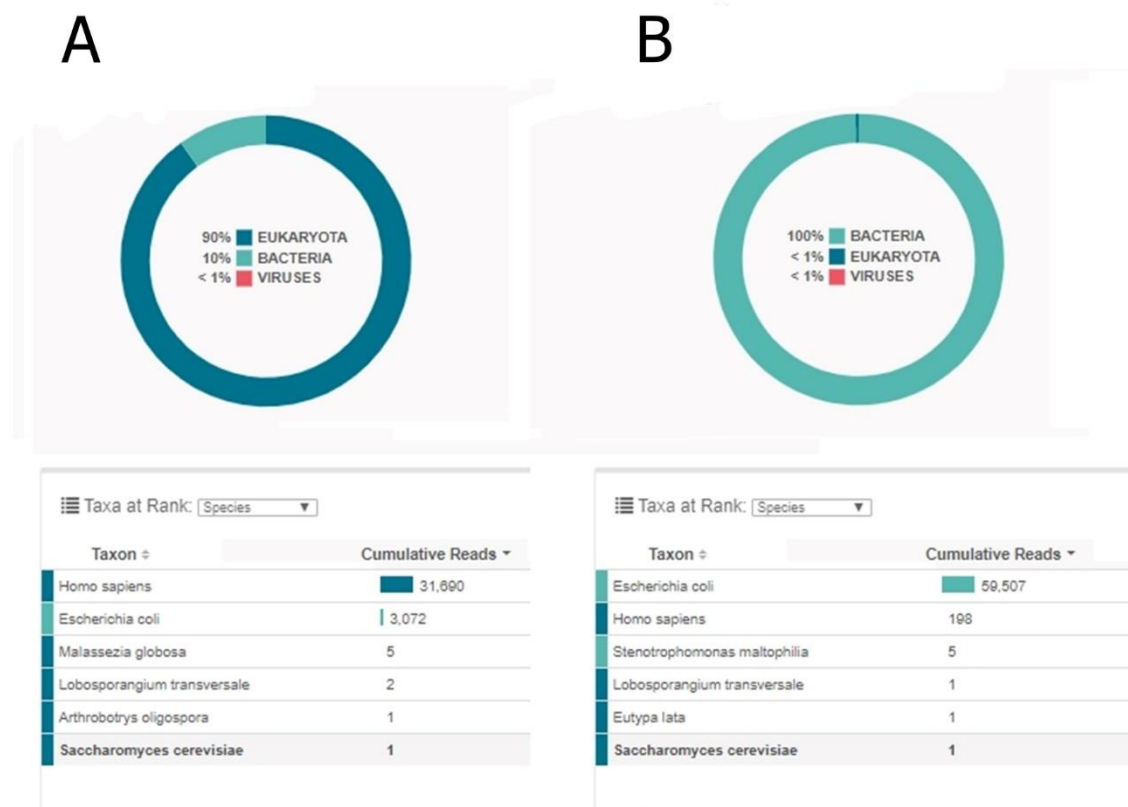 A
B
90% EUKARYOTA
10% BACTERIA
< 1% VIRUSES
100% BACTERIA
< 1% EUKARYOTA
< 1% VIRUSES
Taxa at Rank: Species
Taxon Cumulative Reads
Homo sapiens 31,690
Escherichia coli 3,072
Malassezia globosa 5
Lobosporangium transversale 2
Arthrobotrys oligospora 1
Saccharomyces cerevisiae 1
Taxa at Rank: Species
Taxon Cumulative Reads
Escherichia coli 59,507
Homo sapiens 198
Stenotrophomonas maltophilia 5
Lobosporangium transversale 1
Eutypa lata 1
Saccharomyces cerevisiae 1